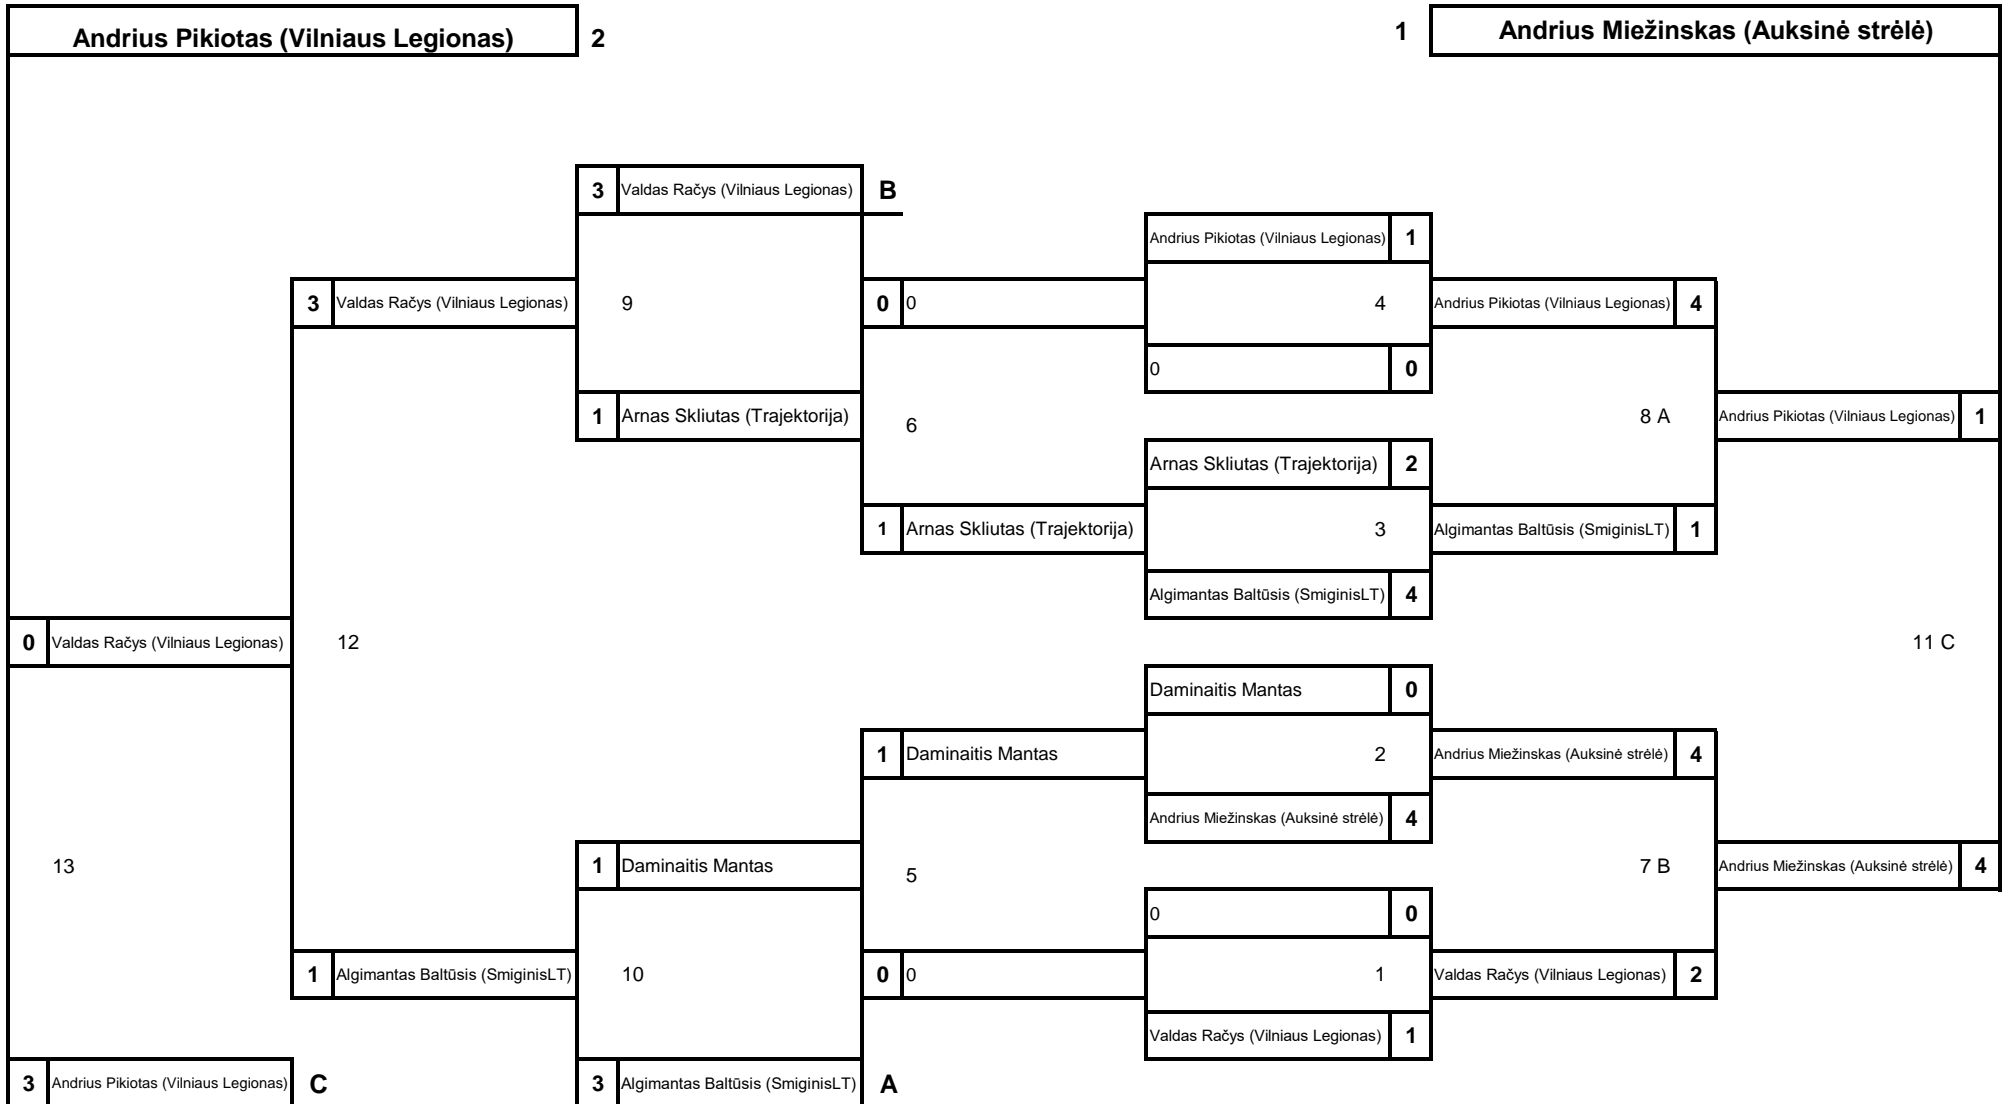 Andrius Pikiotas (Vilniaus Legionas) 2 1 Andrius Miežinskas (Auksinė strėlė)
3 Valdas Račys (Vilniaus Legionas) B
Andrius Pikiotas (Vilniaus Legionas) 1
3 Valdas Račys (Vilniaus Legionas) 9 0 0 4 Andrius Pikiotas (Vilniaus Legionas) 4
0 0
1 Arnas Skliutas (Trajektorija) 6 8 A Andrius Pikiotas (Vilniaus Legionas) 1
Arnas Skliutas (Trajektorija) 2
1 Arnas Skliutas (Trajektorija) 3 Algimantas Baltūsis (SmiginisLT) 1
Algimantas Baltūsis (SmiginisLT) 4
0 Valdas Račys (Vilniaus Legionas) 12 11 C
Daminaitis Mantas 0
1 Daminaitis Mantas 2 Andrius Miežinskas (Auksinė strėlė) 4
Andrius Miežinskas (Auksinė strėlė) 4
13 1 Daminaitis Mantas 5 7 B Andrius Miežinskas (Auksinė strėlė) 4
0 0
1 Algimantas Baltūsis (SmiginisLT) 10 0 0 1 Valdas Račys (Vilniaus Legionas) 2
Valdas Račys (Vilniaus Legionas) 1
3 Andrius Pikiotas (Vilniaus Legionas) C 3 Algimantas Baltūsis (SmiginisLT) A